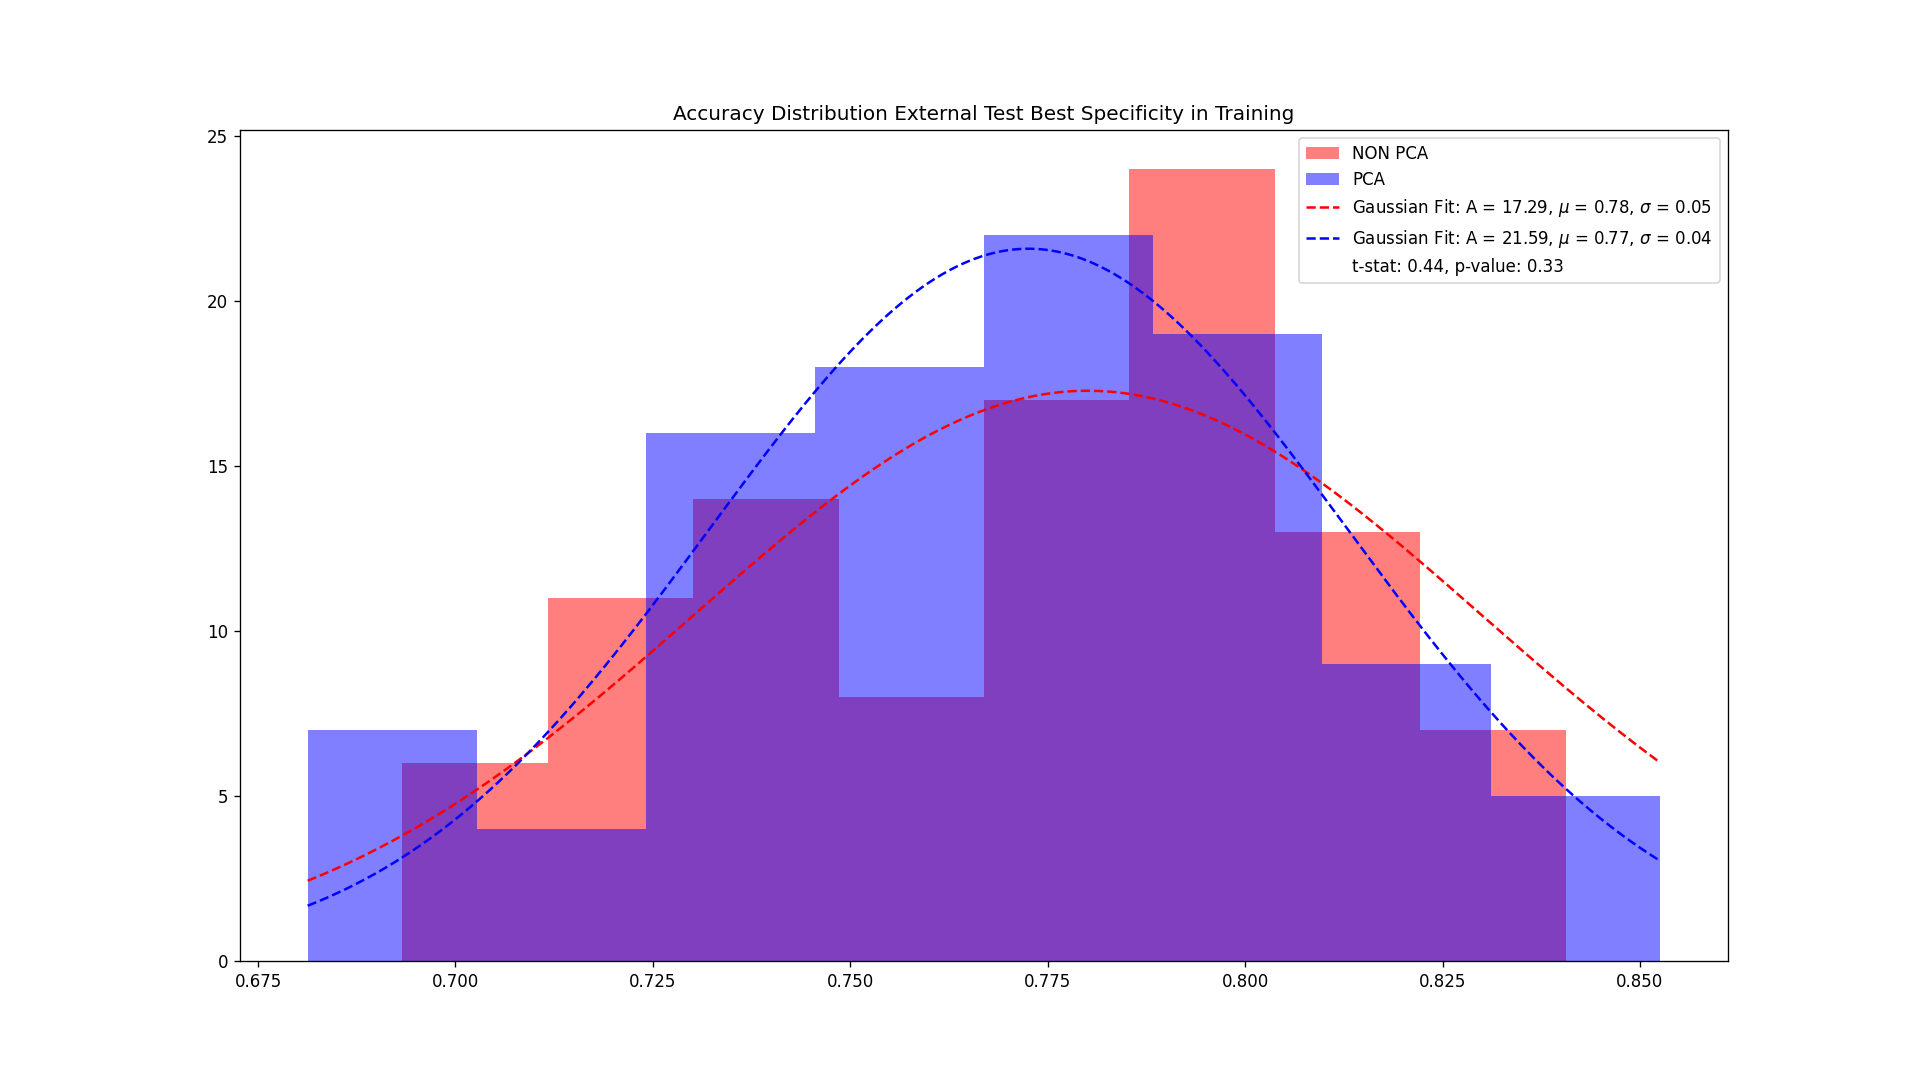 Accuracy Distribution External Test Best Specificity in Training
25
20
15
10
5
0
0.675 0.700 0.725 0.750 0.775 0.800 0.825 0.850
NON PCA
PCA
Gaussian Fit: A = 17.29, μ = 0.78, σ = 0.05
Gaussian Fit: A = 21.59, μ = 0.77, σ = 0.04
t-stat: 0.44, p-value: 0.33